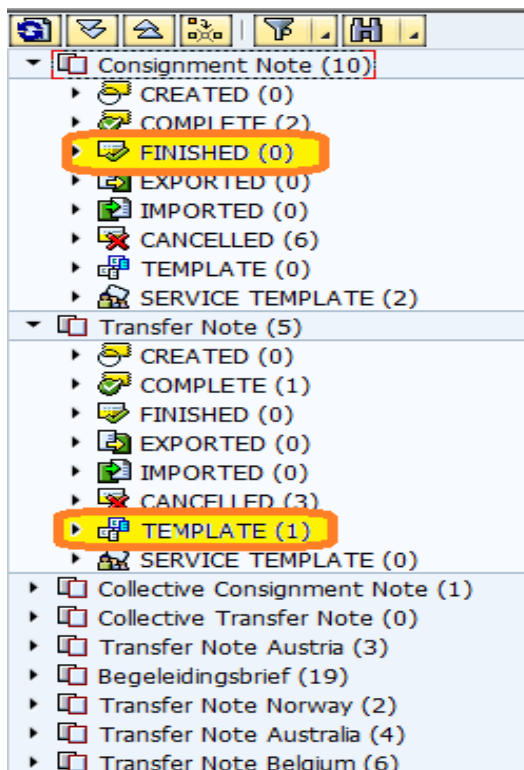 Consignment Note (10)
CREATED (0)
COMPLETE (2)
FINISHED (0)
EXPORTED (0)
IMPORTED (0)
CANCELLED (6)
TEMPLATE (0)
SERVICE TEMPLATE (2)
Transfer Note (5)
CREATED (0)
COMPLETE (1)
FINISHED (0)
EXPORTED (0)
IMPORTED (0)
CANCELLED (3)
TEMPLATE (1)
SERVICE TEMPLATE (0)
Collective Consignment Note (1)
Collective Transfer Note (0)
Transfer Note Austria (3)
Begeleidingsbrief (19)
Transfer Note Norway (2)
Transfer Note Australia (4)
Transfer Note Belgium (6)